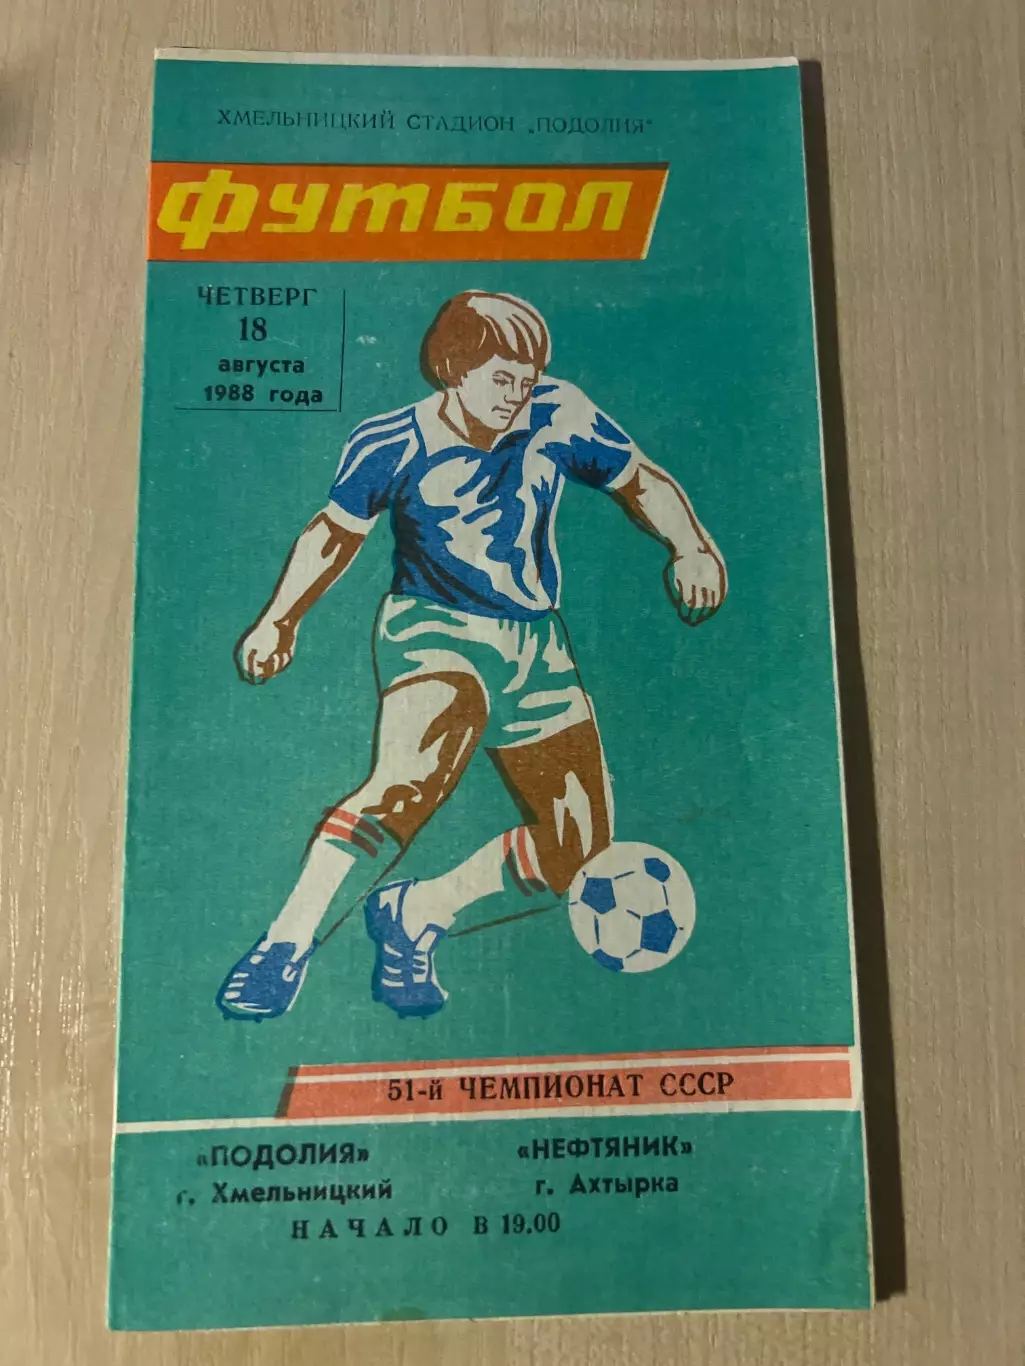 ХМЕЛЬНИЦКИЙ СТАДИОН „ПОДОЛИЯ"
ФУТБОЛ
ЧЕТВЕРГ
18
августа
1988 года
51-й ЧЕМПИОНАТ СССР
«ПОДОЛИЯ»
г. Хмельницкий
«НЕФТЯНИК»
г. Ахтырка
НАЧАЛО В 19.00